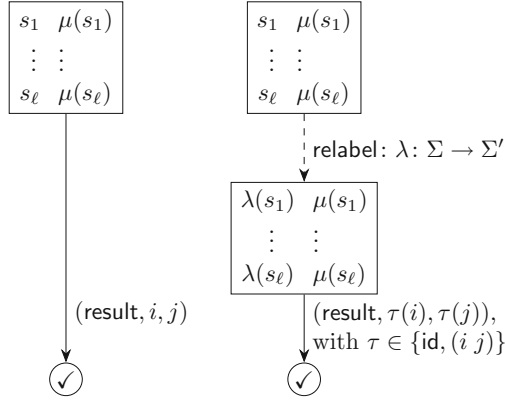 s₁ μ(s₁)
⋮ ⋮
s_ℓ μ(s_ℓ)
(result, i, j)
✓
s₁ μ(s₁)
⋮ ⋮
s_ℓ μ(s_ℓ)
relabel: λ: Σ → Σ′
λ(s₁) μ(s₁)
⋮ ⋮
λ(s_ℓ) μ(s_ℓ)
(result, τ(i), τ(j)),
with τ ∈ {id, (i j)}
✓